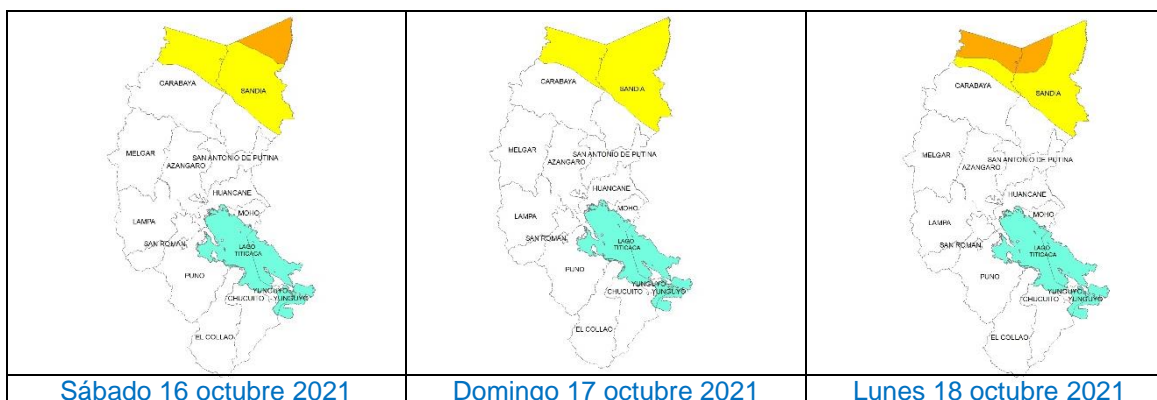 CARABAYA
SANDIA
MELGAR
AZANGARO
SAN ANTONIO DE PUTINA
HUANCANE
LAMPA
MOHO
SAN ROMAN
LAGO
TITICACA
PUNO
YUNGUYO
CHUCUITO
YUNGUYO
EL COLLAO
Sábado 16 octubre 2021
CARABAYA
SANDIA
MELGAR
AZANGARO
SAN ANTONIO DE PUTINA
HUANCANE
LAMPA
MOHO
SAN ROMAN
LAGO
TITICACA
PUNO
YUNGUYO
CHUCUITO
YUNGUYO
EL COLLAO
Domingo 17 octubre 2021
CARABAYA
SANDIA
MELGAR
AZANGARO
SAN ANTONIO DE PUTINA
HUANCANE
LAMPA
MOHO
SAN ROMAN
LAGO
TITICACA
PUNO
YUNGUYO
CHUCUITO
YUNGUYO
EL COLLAO
Lunes 18 octubre 2021